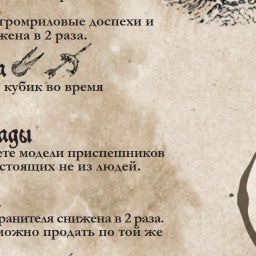 громриловые доспехи и
жена в 2 раза.
а
кубик во время
ады
ете модели приспешников
стоящих не из людей.
ранителя снижена в 2 раза.
можно продать по той же